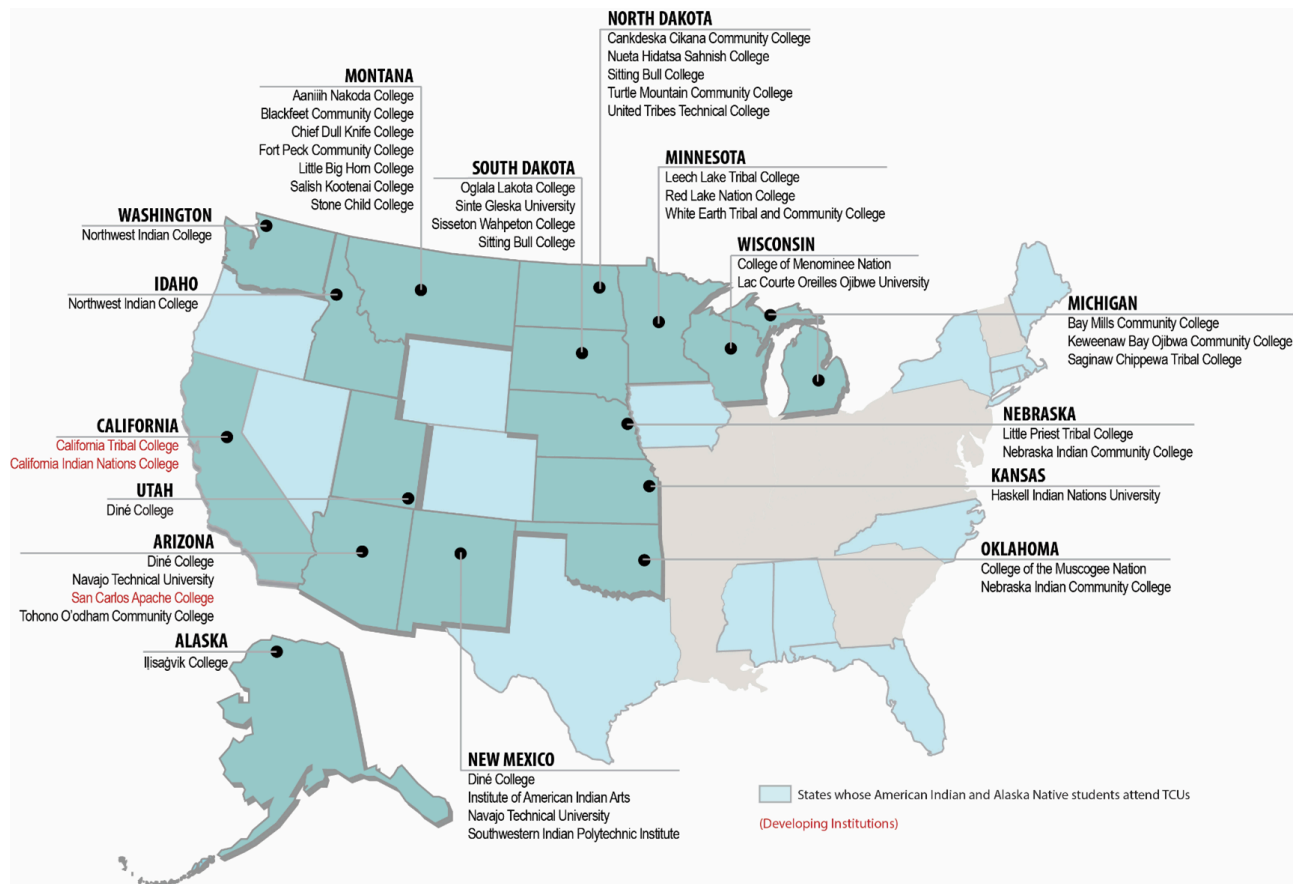 NORTH DAKOTA
Cankdeska Cikana Community College
Nueta Hidatsa Sahnish College
Sitting Bull College
Turtle Mountain Community College
United Tribes Technical College
MONTANA
Aaniiih Nakoda College
Blackfeet Community College
Chief Dull Knife College
Fort Peck Community College
Little Big Horn College
Salish Kootenai College
Stone Child College
SOUTH DAKOTA
Oglala Lakota College
Sinte Gleska University
Sisseton Wahpeton College
Sitting Bull College
MINNESOTA
Leech Lake Tribal College
Red Lake Nation College
White Earth Tribal and Community College
WASHINGTON
Northwest Indian College
WISCONSIN
College of Menominee Nation
Lac Courte Oreilles Ojibwe University
IDAHO
Northwest Indian College
MICHIGAN
Bay Mills Community College
Keweenaw Bay Ojibwa Community College
Saginaw Chippewa Tribal College
CALIFORNIA
California Tribal College
California Indian Nations College
NEBRASKA
Little Priest Tribal College
Nebraska Indian Community College
KANSAS
Haskell Indian Nations University
UTAH
Diné College
ARIZONA
Diné College
Navajo Technical University
San Carlos Apache College
Tohono O'odham Community College
OKLAHOMA
College of the Muscogee Nation
Nebraska Indian Community College
ALASKA
Iḷisaġvik College
NEW MEXICO
Diné College
Institute of American Indian Arts
Navajo Technical University
Southwestern Indian Polytechnic Institute
States whose American Indian and Alaska Native students attend TCUs
(Developing Institutions)